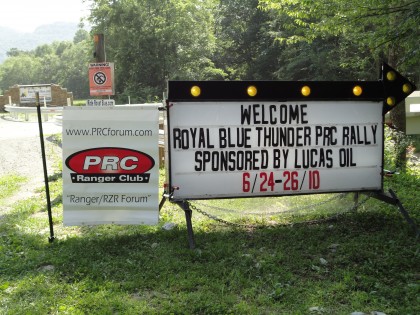 www.PRCforum.com
PRC
Ranger Club
"Ranger/RZR Forum"
WELCOME
ROYAL BLUE THUNDER PRC RALLY
SPONSORED BY LUCAS OIL
6/24-26/10